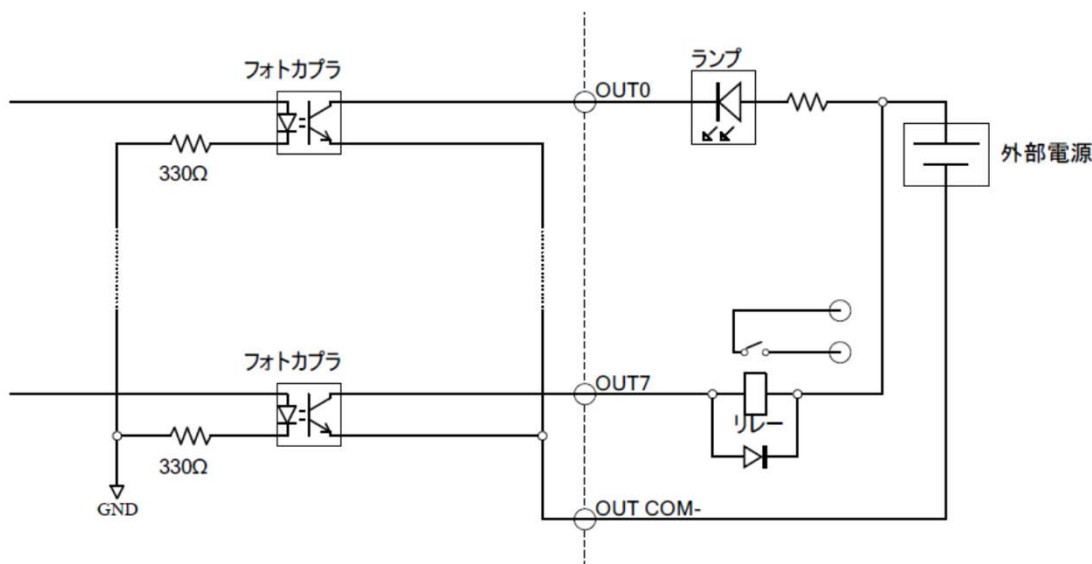 フォトカプラ
ランプ
OUT0
外部電源
330Ω
フォトカプラ
OUT7
リレー
330Ω
GND
OUT COM-